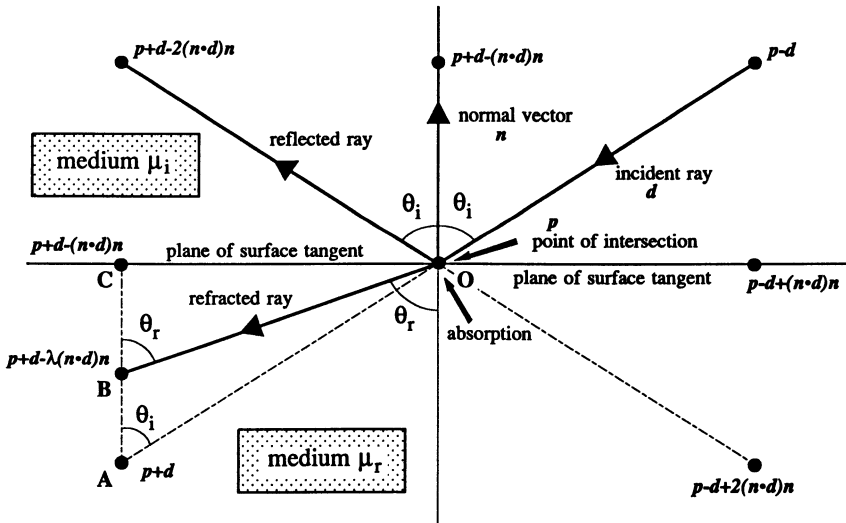 p+d-2(n•d)n
p+d-(n•d)n
p-d
reflected ray
normal vector
n
medium μi
incident ray
d
θi
θi
p
point of intersection
p+d-(n•d)n
plane of surface tangent
C
O
plane of surface tangent
p-d+(n•d)n
refracted ray
θr
θr
absorption
p+d-λ(n•d)n
B
θi
medium μr
A
p+d
p-d+2(n•d)n